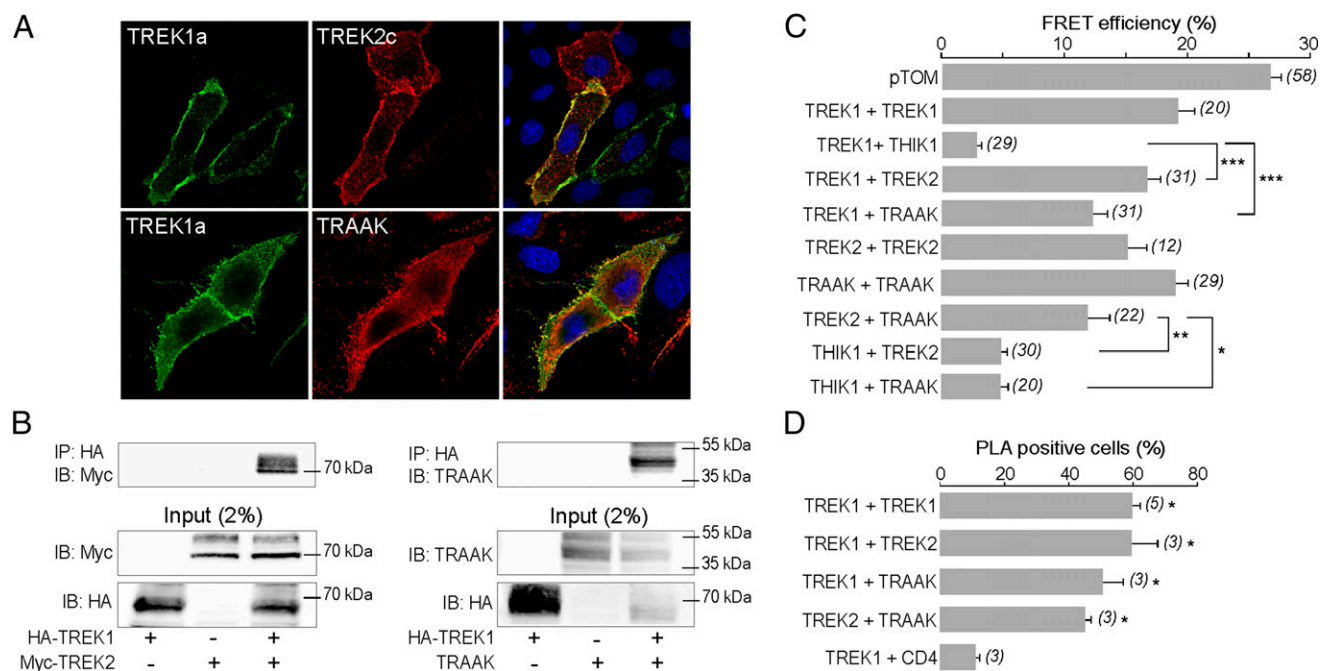 A
TREK1a
TREK2c
TREK1a
TRAAK
B
IP: HA
IB: Myc
70 kDa
Input (2%)
IB: Myc
70 kDa
IB: HA
70 kDa
HA-TREK1 + - +
Myc-TREK2 - + +
IP: HA
IB: TRAAK
55 kDa
35 kDa
Input (2%)
IB: TRAAK
55 kDa
35 kDa
IB: HA
70 kDa
HA-TREK1 + - +
TRAAK - + +
C
FRET efficiency (%)
0 10 20 30
pTOM (58)
TREK1 + TREK1 (20)
TREK1+ THIK1 (29)
TREK1 + TREK2 (31)
TREK1 + TRAAK (31)
TREK2 + TREK2 (12)
TRAAK + TRAAK (29)
TREK2 + TRAAK (22)
THIK1 + TREK2 (30)
THIK1 + TRAAK (20)
***
***
**
*
D
PLA positive cells (%)
0 20 40 60 80
TREK1 + TREK1 (5) *
TREK1 + TREK2 (3) *
TREK1 + TRAAK (3) *
TREK2 + TRAAK (3) *
TREK1 + CD4 (3)